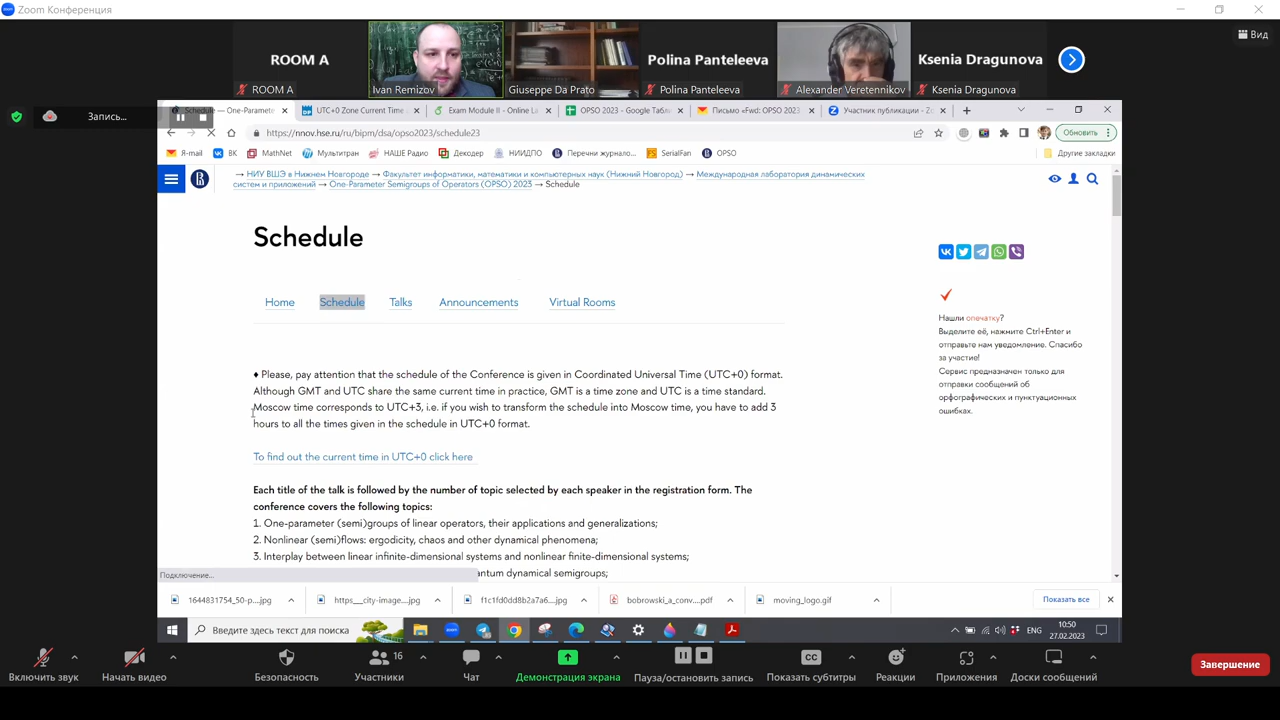 Zoom Конференция
Вид
ROOM A
Polina Panteleeva
Ksenia Dragunova
ROOM A
Ivan Remizov
Giuseppe Da Prato
Polina Panteleeva
Alexander Veretennikov
Ksenia Dragunova
Запись...
Schedule — One-Paramete
UTC+0 Zone Current Time
Exam Module II - Online La
OPSO 2023 – Google Табли
Письмо «Fwd: OPSO 2023
Участник публикации - Zo
nnov.hse.ru/ru/bipm/dsa/opso2023/schedule23
Обновить
Я-mail
ВК
MathNet
Мультитран
НАШЕ Радио
Декодер
НИИДПО
Перечни журнало...
SerialFan
OPSO
Другие закладки
→ НИУ ВШЭ в Нижнем Новгороде → Факультет информатики, математики и компьютерных наук (Нижний Новгород) → Международная лаборатория динамических
систем и приложений → One-Parameter Semigroups of Operators (OPSO) 2023 → Schedule
Schedule
Home
Schedule
Talks
Announcements
Virtual Rooms
Нашли опечатку?
Выделите её, нажмите Ctrl+Enter и
отправьте нам уведомление. Спасибо
за участие!
Сервис предназначен только для
отправки сообщений об
орфографических и пунктуационных
ошибках.
♦ Please, pay attention that the schedule of the Conference is given in Coordinated Universal Time (UTC+0) format.
Although GMT and UTC share the same current time in practice, GMT is a time zone and UTC is a time standard.
Moscow time corresponds to UTC+3, i.e. if you wish to transform the schedule into Moscow time, you have to add 3
hours to all the times given in the schedule in UTC+0 format.
To find out the current time in UTC+0 click here
Each title of the talk is followed by the number of topic selected by each speaker in the registration form. The
conference covers the following topics:
1. One-parameter (semi)groups of linear operators, their applications and generalizations;
2. Nonlinear (semi)flows: ergodicity, chaos and other dynamical phenomena;
3. Interplay between linear infinite-dimensional systems and nonlinear finite-dimensional systems;
antum dynamical semigroups;
Подключение...
1644831754_50-p....jpg
https___city-image....jpg
f1c1fd0dd8b2a7a6....jpg
bobrowski_a_conv....pdf
moving_logo.gif
Показать все
Введите здесь текст для поиска
ENG
10:50
27.02.2023
Включить звук
Начать видео
Безопасность
16
Участники
Чат
Демонстрация экрана
Пауза/остановить запись
CC
Показать субтитры
Реакции
Приложения
Доски сообщений
Завершение